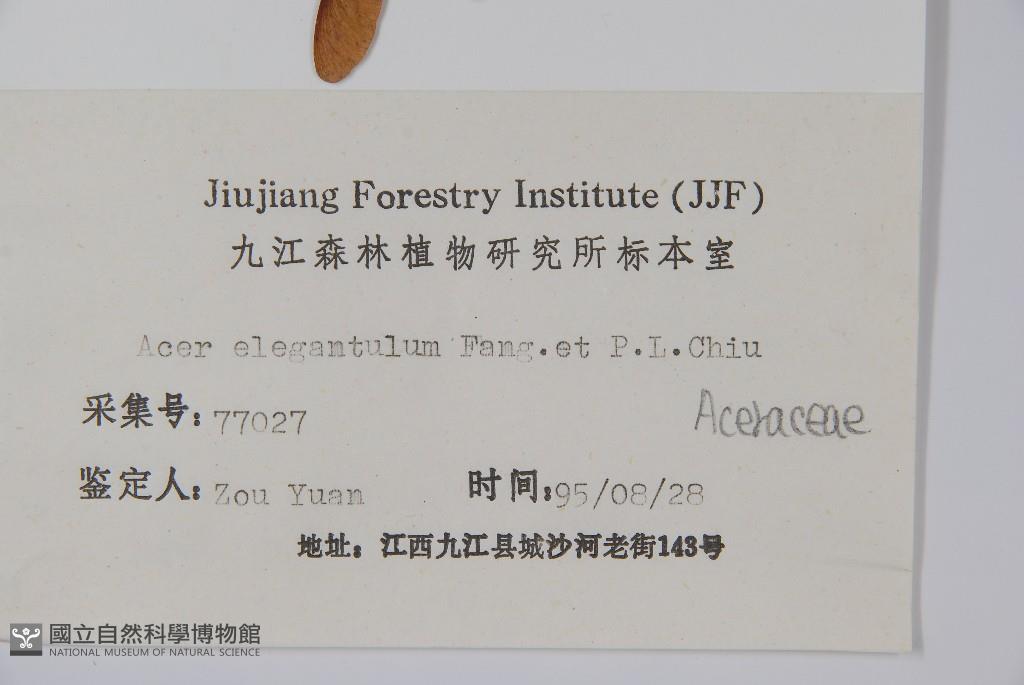 Jiujiang Forestry Institute (JJF)
九江森林植物研究所标本室
Acer elegantulum Fang.et P.L.Chiu
采集号: 77027
Aceraceae
鉴定人: Zou Yuan 时间: 95/08/28
地址: 江西九江县城沙河老街143号
國立自然科學博物館
NATIONAL MUSEUM OF NATURAL SCIENCE